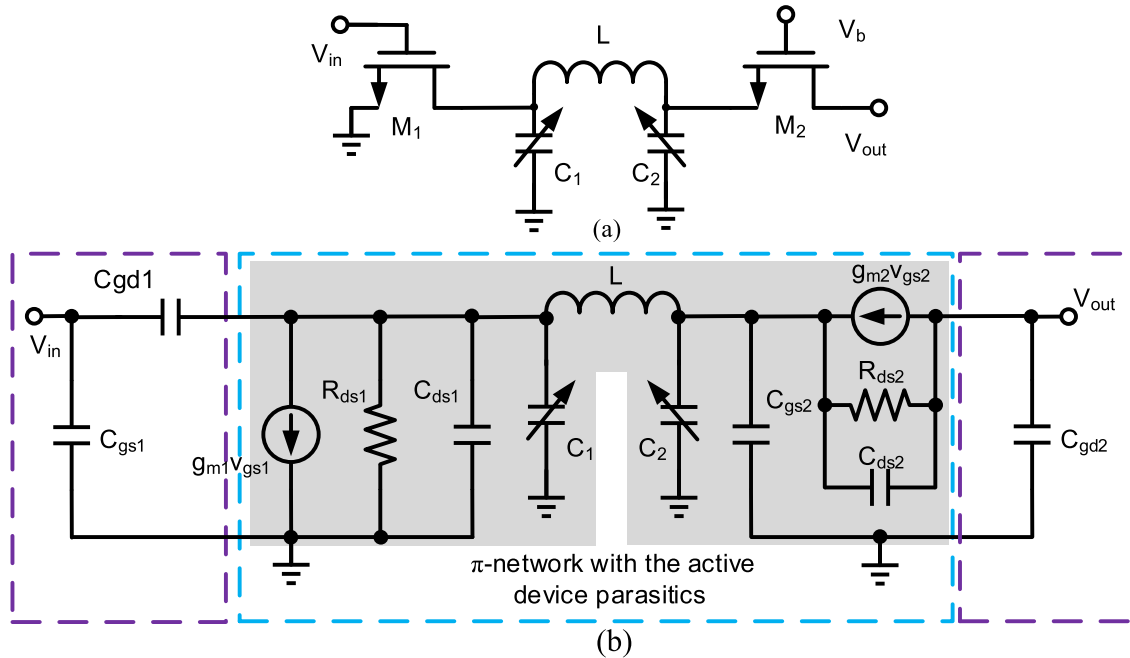 V_in
M_1
L
C_1
C_2
V_b
M_2
V_out
(a)
Cgd1
V_in
C_gs1
g_m1v_gs1
R_ds1
C_ds1
L
C_1
C_2
C_gs2
g_m2v_gs2
R_ds2
C_ds2
V_out
C_gd2
π-network with the active
device parasitics
(b)